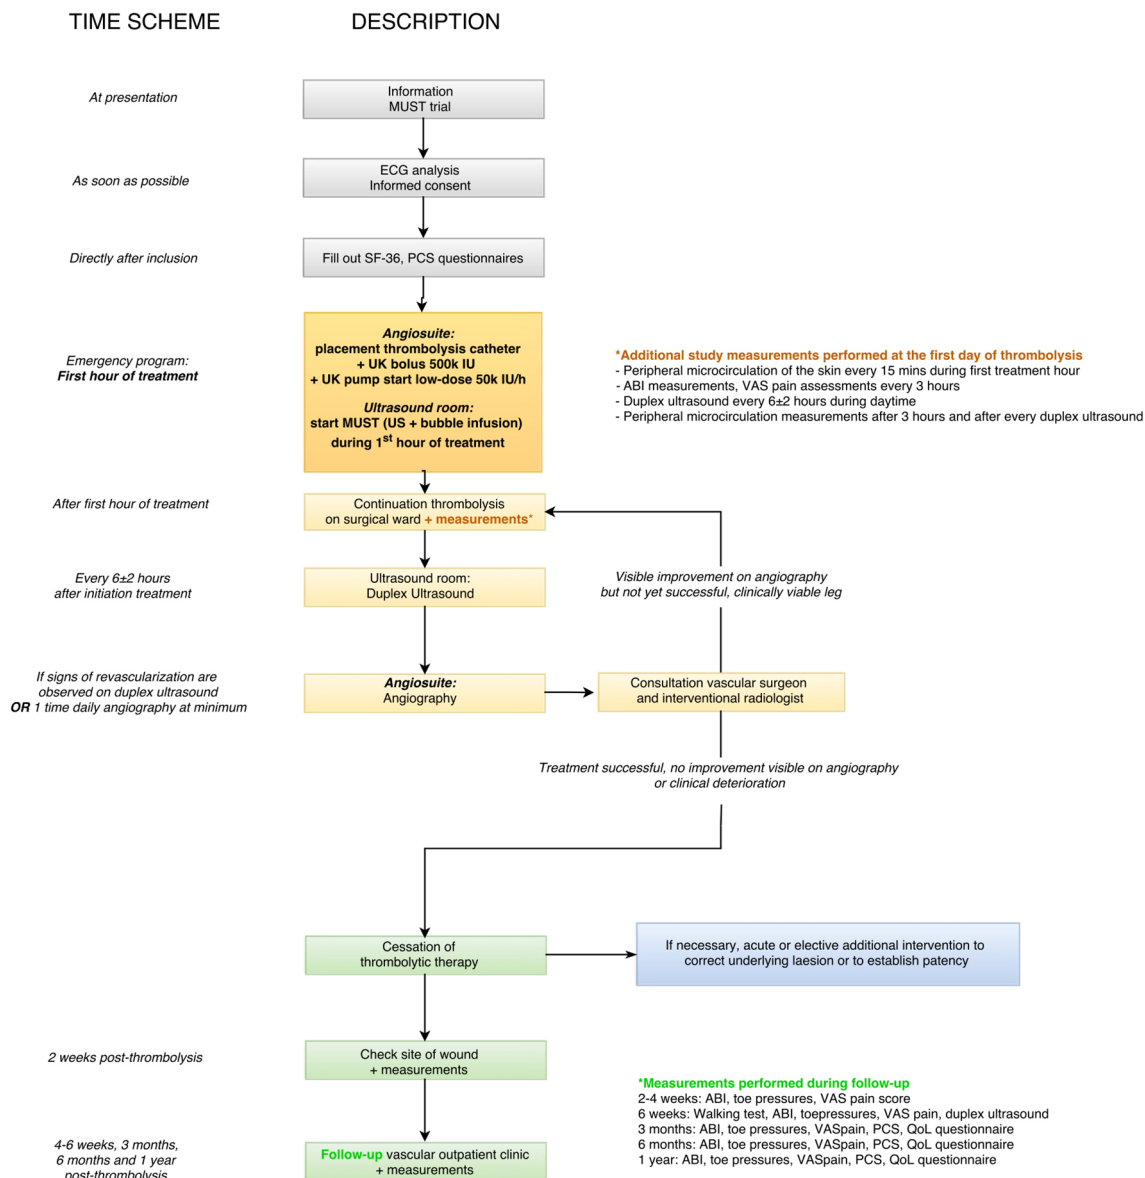 TIME SCHEME
DESCRIPTION
At presentation
Information
MUST trial
As soon as possible
ECG analysis
Informed consent
Directly after inclusion
Fill out SF-36, PCS questionnaires
Emergency program:
First hour of treatment
Angiosuite:
placement thrombolysis catheter
+ UK bolus 500k IU
+ UK pump start low-dose 50k IU/h
Ultrasound room:
start MUST (US + bubble infusion)
during 1st hour of treatment
*Additional study measurements performed at the first day of thrombolysis
- Peripheral microcirculation of the skin every 15 mins during first treatment hour
- ABI measurements, VAS pain assessments every 3 hours
- Duplex ultrasound every 6±2 hours during daytime
- Peripheral microcirculation measurements after 3 hours and after every duplex ultrasound
After first hour of treatment
Continuation thrombolysis
on surgical ward + measurements*
Every 6±2 hours
after initiation treatment
Ultrasound room:
Duplex Ultrasound
Visible improvement on angiography
but not yet successful, clinically viable leg
If signs of revascularization are
observed on duplex ultrasound
OR 1 time daily angiography at minimum
Angiosuite:
Angiography
Consultation vascular surgeon
and interventional radiologist
Treatment successful, no improvement visible on angiography
or clinical deterioration
Cessation of
thrombolytic therapy
If necessary, acute or elective additional intervention to
correct underlying laesion or to establish patency
2 weeks post-thrombolysis
Check site of wound
+ measurements
*Measurements performed during follow-up
2-4 weeks: ABI, toe pressures, VAS pain score
6 weeks: Walking test, ABI, toepressures, VAS pain, duplex ultrasound
3 months: ABI, toe pressures, VASpain, PCS, QoL questionnaire
6 months: ABI, toe pressures, VASpain, PCS, QoL questionnaire
1 year: ABI, toe pressures, VASpain, PCS, QoL questionnaire
4-6 weeks, 3 months,
6 months and 1 year
post-thrombolysis
Follow-up vascular outpatient clinic
+ measurements